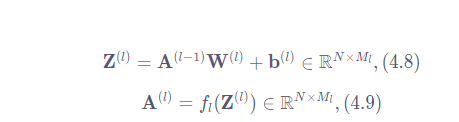 Z^{(l)} = A^{(l−1)}W^{(l)} + b^{(l)} ∈ ℝ^{N×M_l}, (4.8)
A^{(l)} = f_l(Z^{(l)}) ∈ ℝ^{N×M_l}, (4.9)